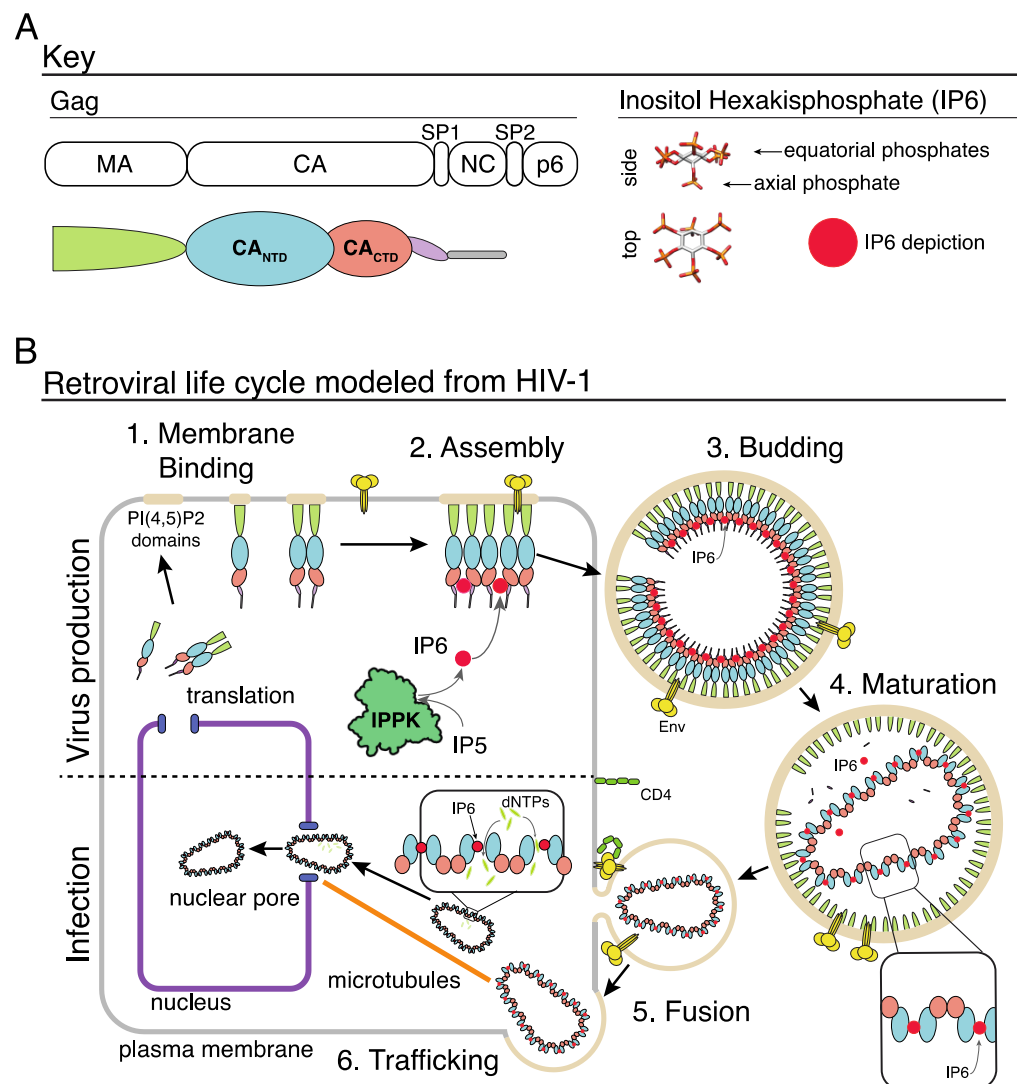 A
Key
Gag
Inositol Hexakisphosphate (IP6)
SP1 SP2
MA CA NC p6
side
equatorial phosphates
axial phosphate
CANTD CACTD
top
IP6 depiction
B
Retroviral life cycle modeled from HIV-1
1. Membrane
Binding
2. Assembly
3. Budding
PI(4,5)P2
domains
IP6
Virus production
IP6
translation
IPPK
IP5
Env
4. Maturation
IP6
CD4
Infection
IP6
dNTPs
nuclear pore
microtubules
nucleus
5. Fusion
plasma membrane
6. Trafficking
IP6